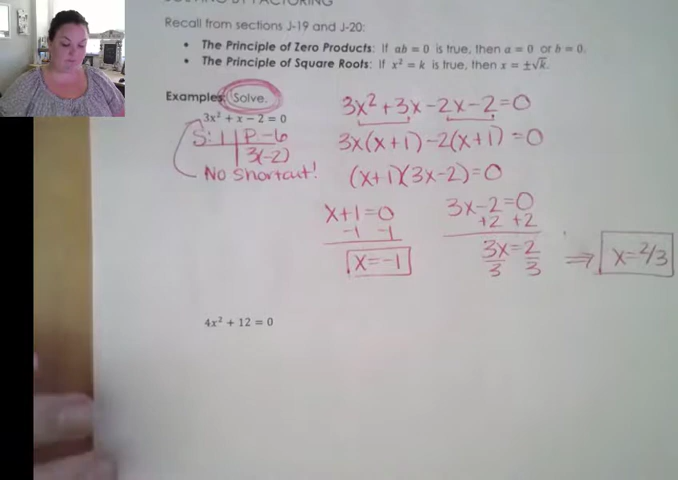 Recall from sections J-19 and J-20:
• The Principle of Zero Products: If ab = 0 is true, then a = 0 or b = 0.
• The Principle of Square Roots: If x² = k is true, then x = ±√k.
Examples: Solve.
3x² + x − 2 = 0
S: 1 | P −6
3(−2)
No Shortcut!
3x² + 3x − 2x − 2 = 0
3x(x+1) − 2(x+1) = 0
(x+1)(3x−2) = 0
x+1=0
−1 −1
x=−1
3x−2=0
+2 +2
3x=2
3 3
⇒ x=2/3
4x² + 12 = 0